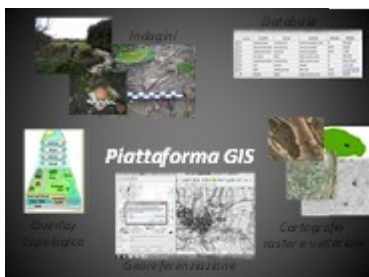 Indagini
Database
Piattaforma GIS
Overlay
topologico
Cartografia
raster e vettoriale
Georeferenziazione